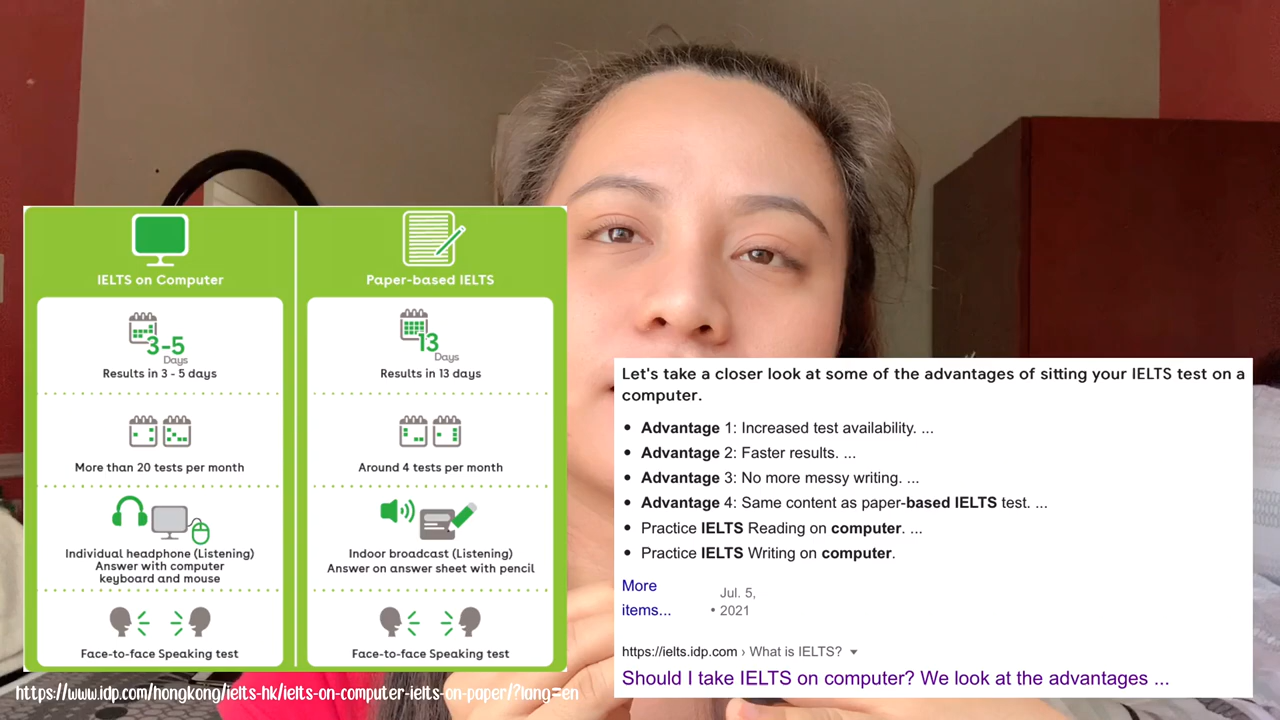 IELTS on Computer
3-5
Days
Results in 3 - 5 days
More than 20 tests per month
Individual headphone (Listening)
Answer with computer
keyboard and mouse
Face-to-face Speaking test
Paper-based IELTS
13
Days
Results in 13 days
Around 4 tests per month
Indoor broadcast (Listening)
Answer on answer sheet with pencil
Face-to-face Speaking test
https://www.idp.com/hongkong/ielts-hk/ielts-on-computer-ielts-on-paper/?lang=en
Let's take a closer look at some of the advantages of sitting your IELTS test on a
computer.
• Advantage 1: Increased test availability. ...
• Advantage 2: Faster results. ...
• Advantage 3: No more messy writing. ...
• Advantage 4: Same content as paper-based IELTS test. ...
• Practice IELTS Reading on computer. ...
• Practice IELTS Writing on computer.
More
items...
Jul. 5,
• 2021
https://ielts.idp.com › What is IELTS?
Should I take IELTS on computer? We look at the advantages ...